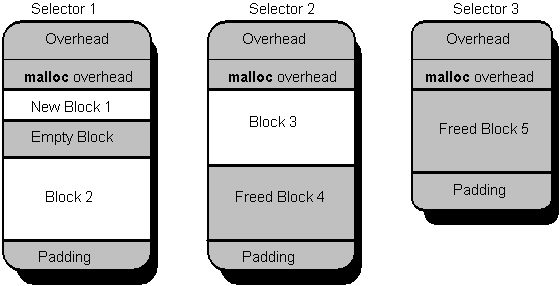 Selector 1
Overhead
malloc overhead
New Block 1
Empty Block
Block 2
Padding
Selector 2
Overhead
malloc overhead
Block 3
Freed Block 4
Padding
Selector 3
Overhead
malloc overhead
Freed Block 5
Padding